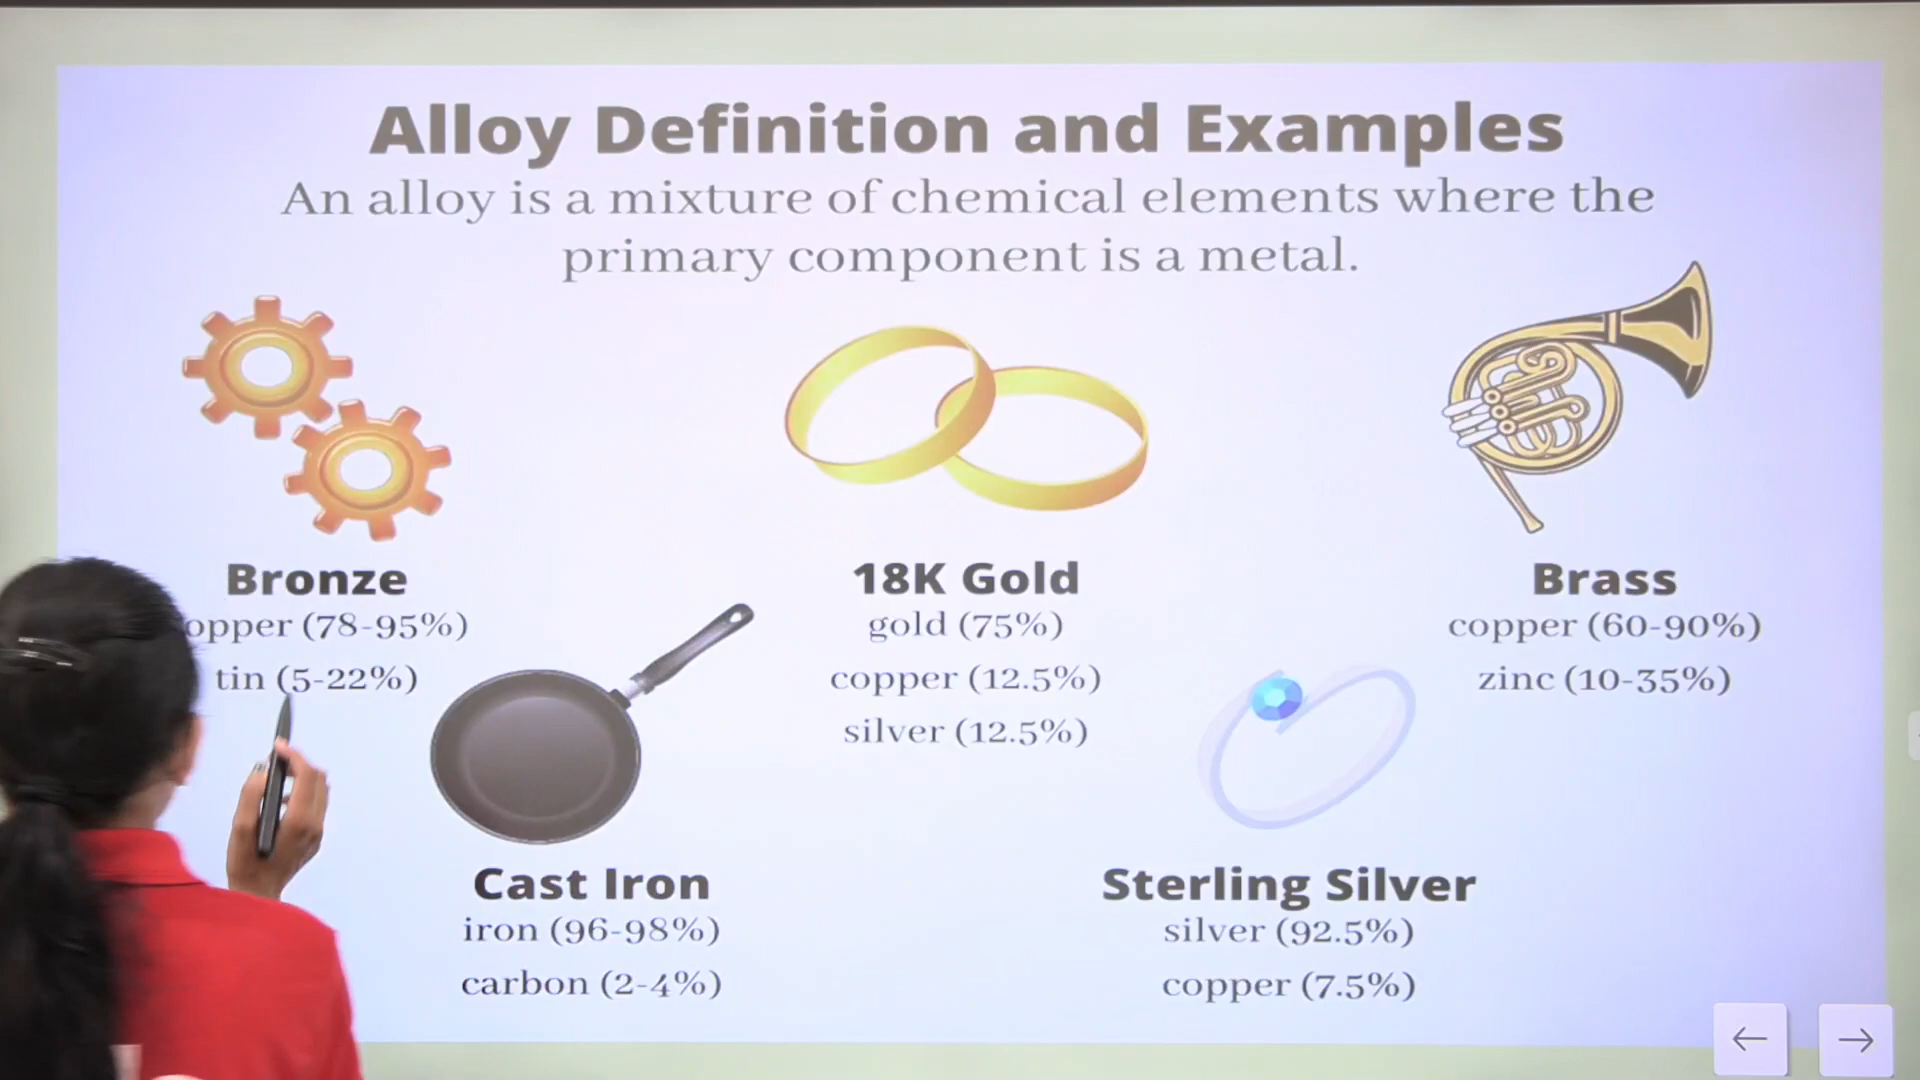 Alloy Definition and Examples
An alloy is a mixture of chemical elements where the
primary component is a metal.
Bronze
opper (78-95%)
tin (5-22%)
18K Gold
gold (75%)
copper (12.5%)
silver (12.5%)
Brass
copper (60-90%)
zinc (10-35%)
Cast Iron
iron (96-98%)
carbon (2-4%)
Sterling Silver
silver (92.5%)
copper (7.5%)